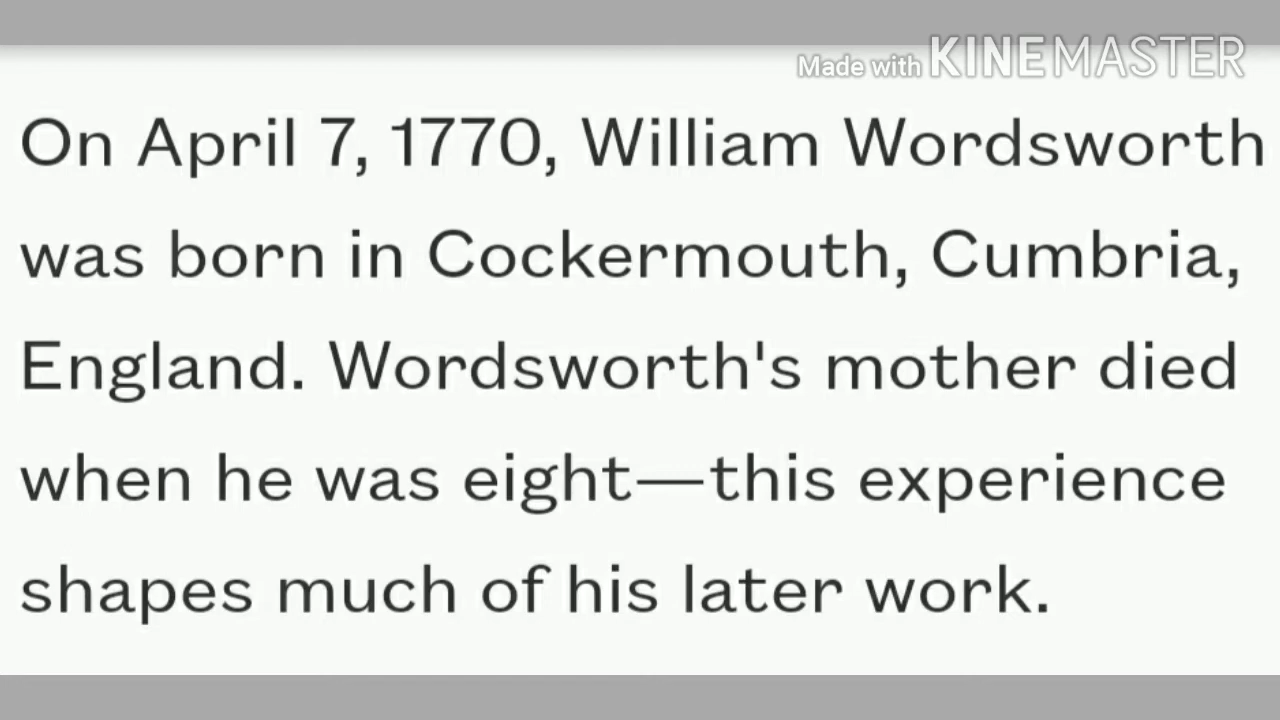 Made with KINEMASTER
On April 7, 1770, William Wordsworth
was born in Cockermouth, Cumbria,
England. Wordsworth's mother died
when he was eight—this experience
shapes much of his later work.